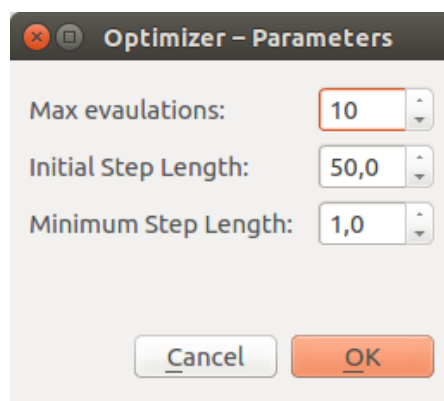 Optimizer – Parameters
Max evaulations: 10
Initial Step Length: 50,0
Minimum Step Length: 1,0
Cancel OK